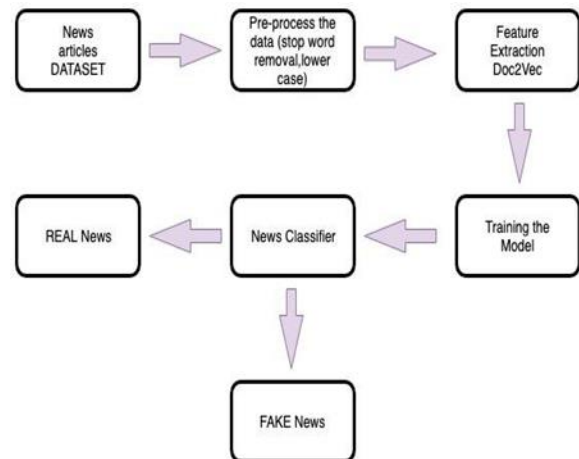 News
articles
DATASET
Pre-process the
data (stop word
removal,lower
case)
Feature
Extraction
Doc2Vec
REAL News
News Classifier
Training the
Model
FAKE News